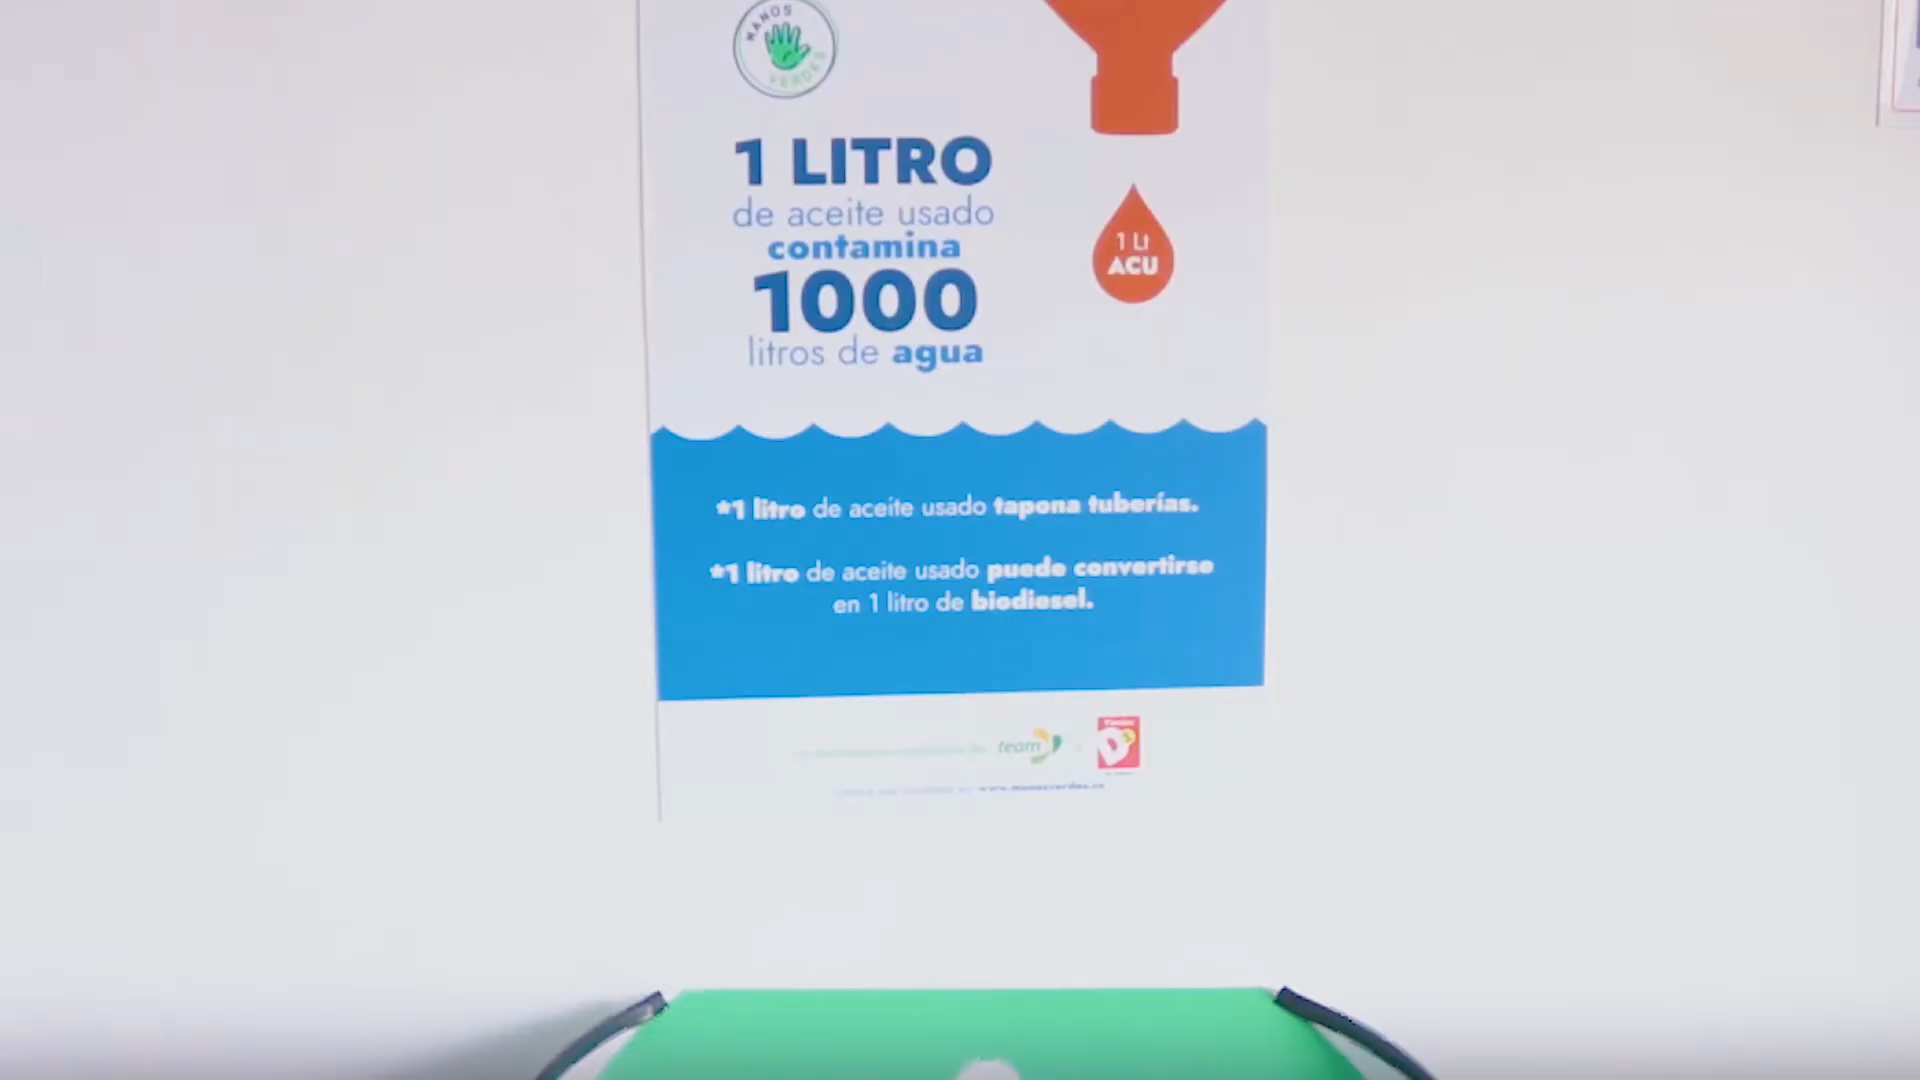 MANOS
VERDES
1 LITRO
de aceite usado
contamina
1000
litros de agua
1 Lt
ACU
*1 litro de aceite usado tapona tuberías.
*1 litro de aceite usado puede convertirse
en 1 litro de biodiesel.
team
D1